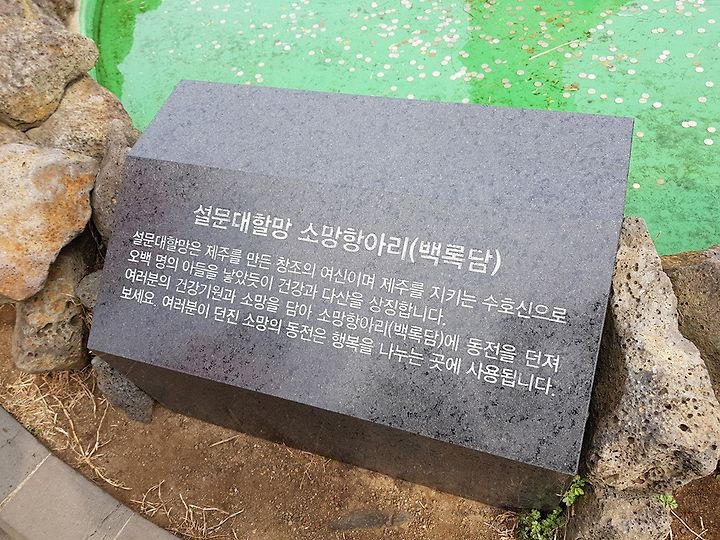 설문대할망 소망항아리(백록담)
설문대할망은 제주를 만든 창조의 여신이며 제주를 지키는 수호신으로
오백 명의 아들을 낳았듯이 건강과 다산을 상징합니다.
여러분의 건강기원과 소망을 담아 소망항아리(백록담)에 동전을 던져
보세요. 여러분이 던진 소망의 동전은 행복을 나누는 곳에 사용됩니다.